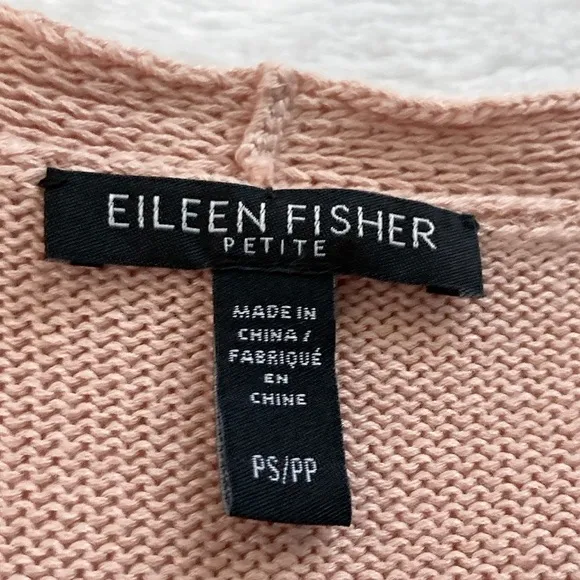 EILEEN FISHER
PETITE
MADE IN
CHINA /
FABRIQUÉ
EN
CHINE
PS/PP